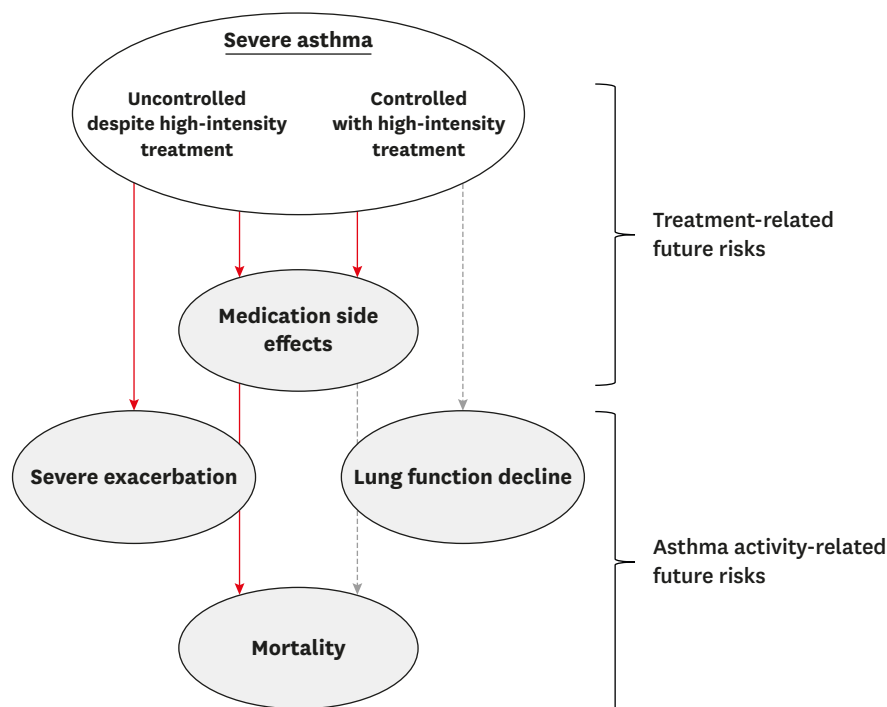 Severe asthma
Uncontrolled
despite high-intensity
treatment
Controlled
with high-intensity
treatment
Treatment-related
future risks
Medication side
effects
Severe exacerbation
Lung function decline
Asthma activity-related
future risks
Mortality